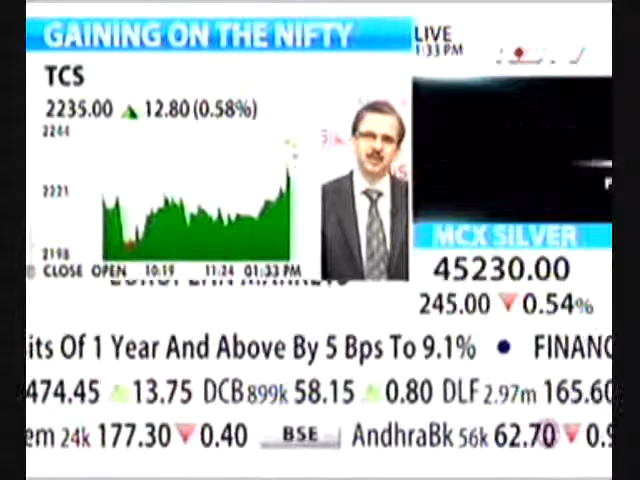 GAINING ON THE NIFTY
LIVE
1:33 PM
TCS
2235.00 ▲ 12.80 (0.58%)
2244
2221
2198
CLOSE OPEN 10:19 11:24 01:33 PM
MCX SILVER
45230.00
245.00 ▼ 0.54%
its Of 1 Year And Above By 5 Bps To 9.1% • FINANC
474.45 ▲ 13.75 DCB 899k 58.15 ▲ 0.80 DLF 2.97m 165.60
em 24k 177.30 ▼ 0.40 BSE AndhraBk 56k 62.70 ▼ 0.9